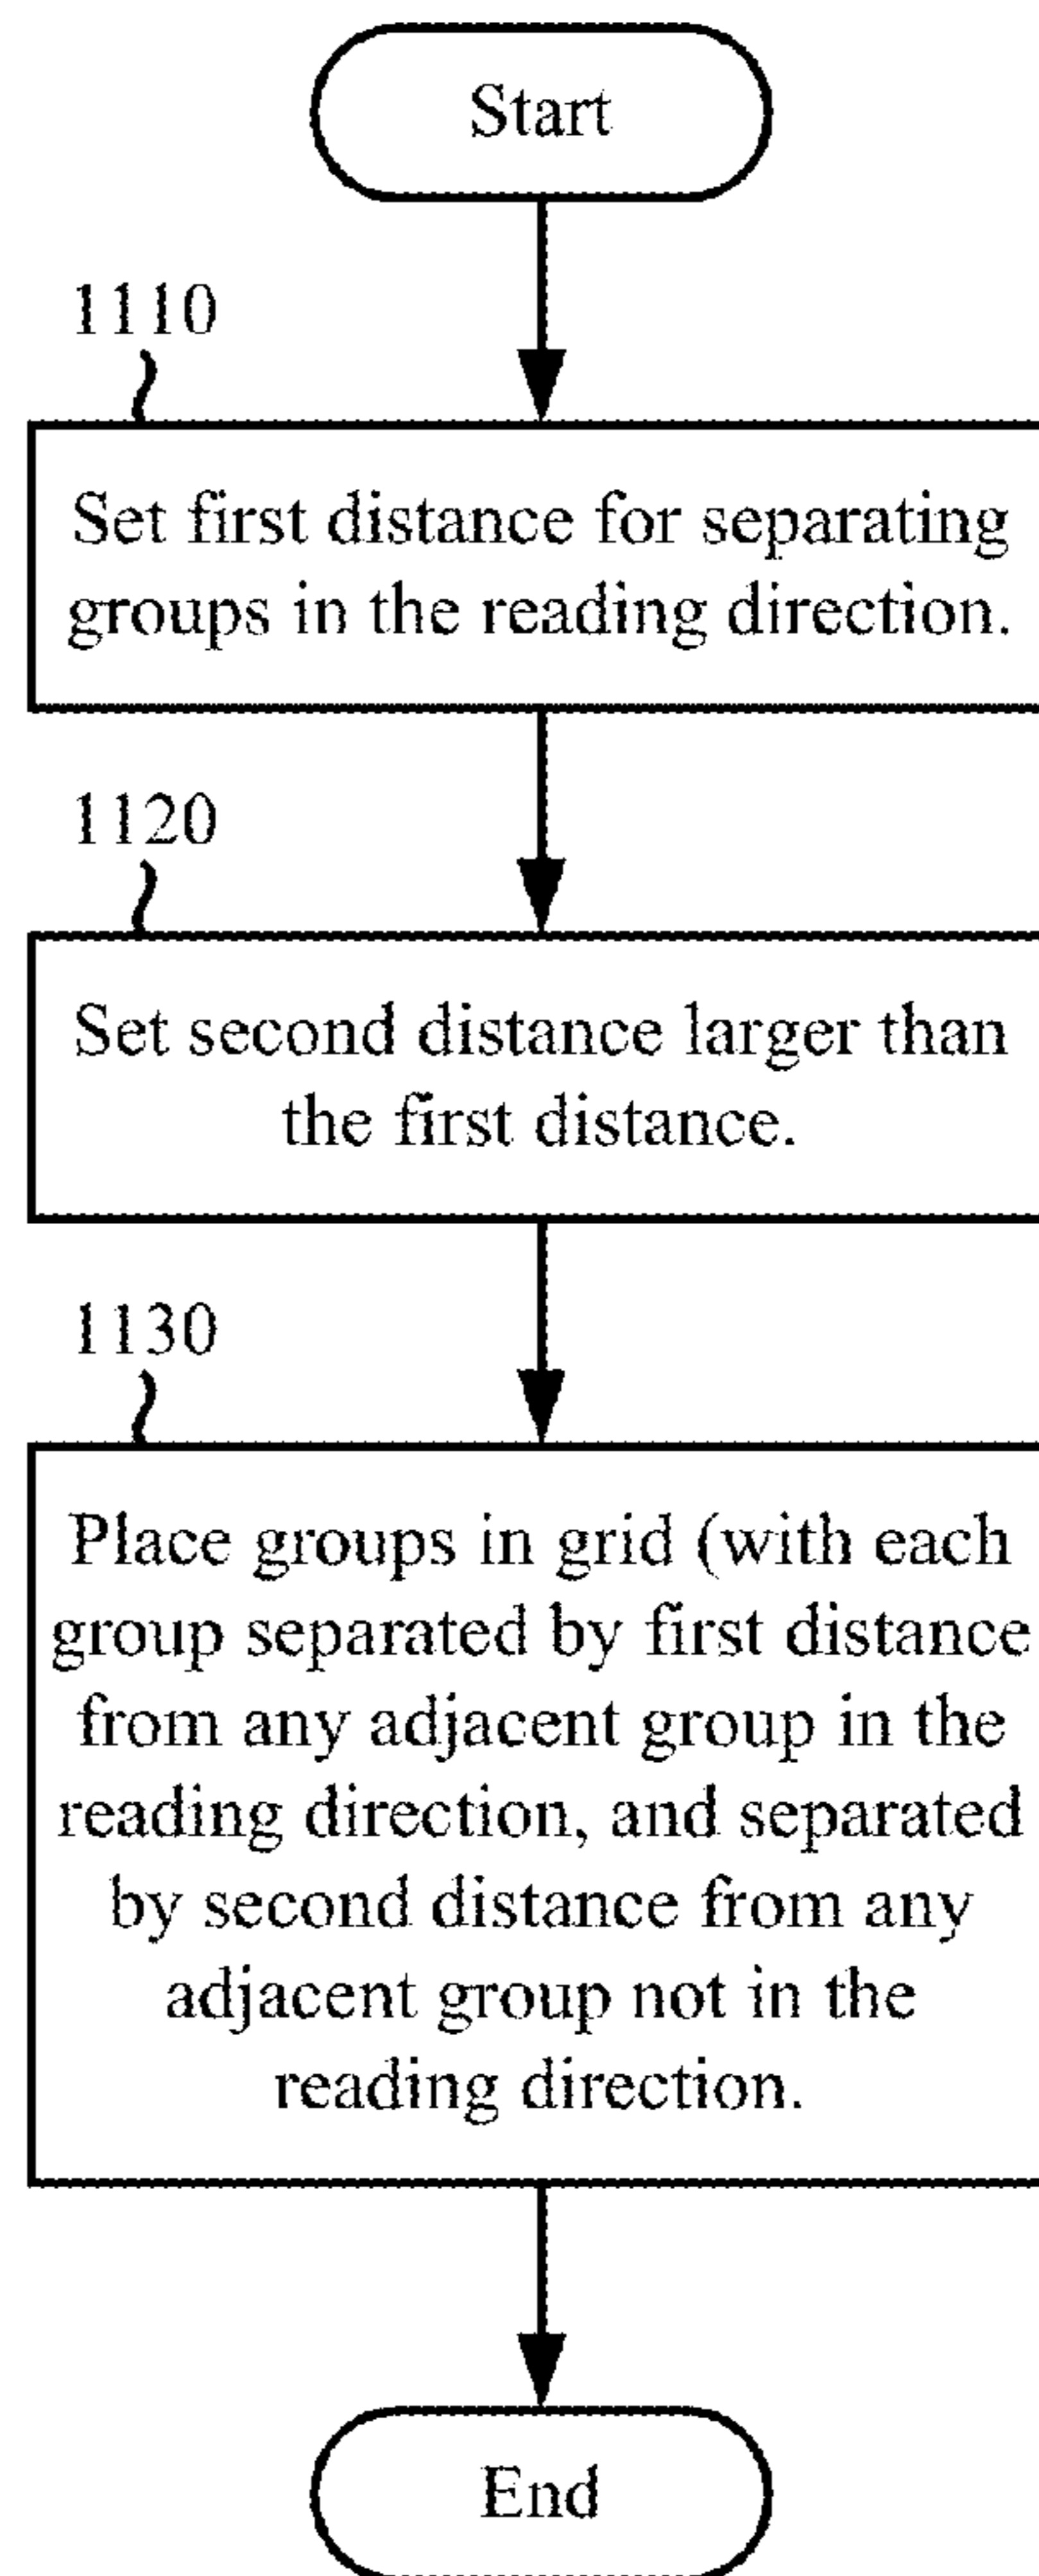 Start
1110
Set first distance for separating
groups in the reading direction.
1120
Set second distance larger than
the first distance.
1130
Place groups in grid (with each
group separated by first distance
from any adjacent group in the
reading direction, and separated
by second distance from any
adjacent group not in the
reading direction.
End